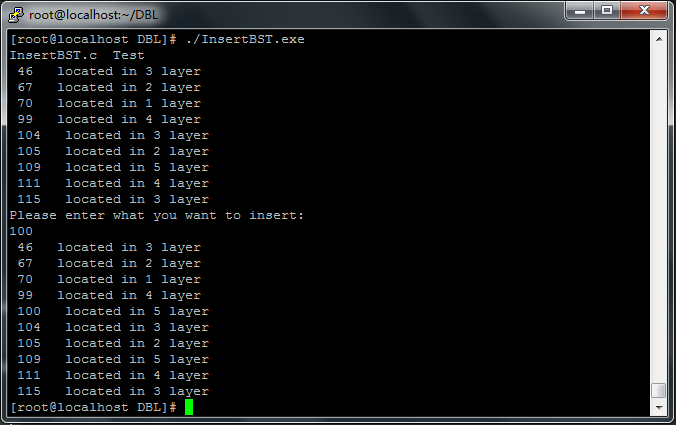 root@localhost:~/DBL
[root@localhost DBL]# ./InsertBST.exe
InsertBST.c  Test
 46   located in 3 layer
 67   located in 2 layer
 70   located in 1 layer
 99   located in 4 layer
 104   located in 3 layer
 105   located in 2 layer
 109   located in 5 layer
 111   located in 4 layer
 115   located in 3 layer
Please enter what you want to insert:
100
 46   located in 3 layer
 67   located in 2 layer
 70   located in 1 layer
 99   located in 4 layer
 100   located in 5 layer
 104   located in 3 layer
 105   located in 2 layer
 109   located in 5 layer
 111   located in 4 layer
 115   located in 3 layer
[root@localhost DBL]#